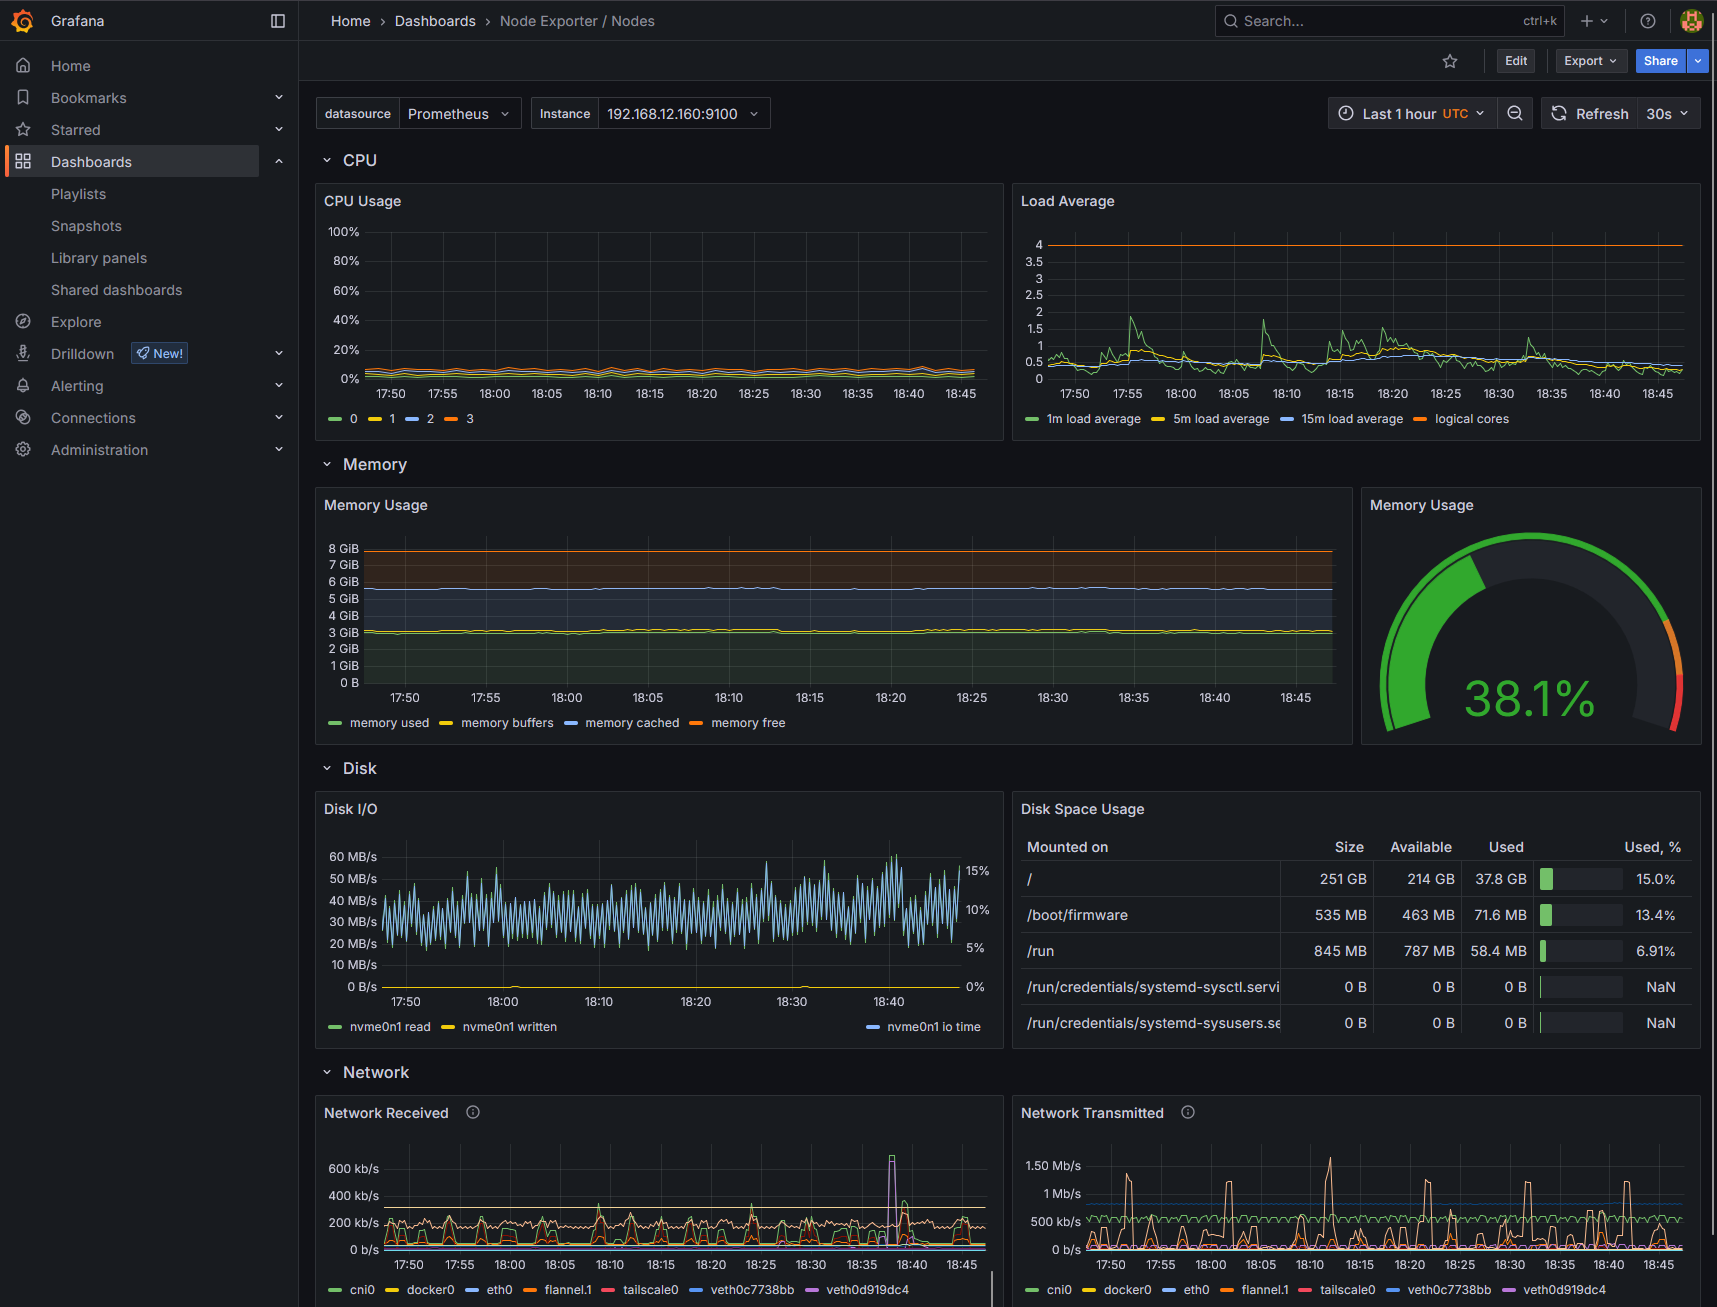 Grafana
Home
Bookmarks
Starred
Dashboards
Playlists
Snapshots
Library panels
Shared dashboards
Explore
Drilldown New!
Alerting
Connections
Administration
Home › Dashboards › Node Exporter / Nodes
Search... ctrl+k
Edit Export Share
datasource Prometheus Instance 192.168.12.160:9100
Last 1 hour UTC Refresh 30s
CPU
CPU Usage
100%
80%
60%
40%
20%
0%
17:50 17:55 18:00 18:05 18:10 18:15 18:20 18:25 18:30 18:35 18:40 18:45
0 1 2 3
Load Average
4
3.5
3
2.5
2
1.5
1
0.5
0
17:50 17:55 18:00 18:05 18:10 18:15 18:20 18:25 18:30 18:35 18:40 18:45
1m load average 5m load average 15m load average logical cores
Memory
Memory Usage
8 GiB
7 GiB
6 GiB
5 GiB
4 GiB
3 GiB
2 GiB
1 GiB
0 B
17:50 17:55 18:00 18:05 18:10 18:15 18:20 18:25 18:30 18:35 18:40 18:45
memory used memory buffers memory cached memory free
Memory Usage
38.1%
Disk
Disk I/O
60 MB/s
50 MB/s
40 MB/s
30 MB/s
20 MB/s
10 MB/s
0 B/s
15%
10%
5%
0%
17:50 18:00 18:10 18:20 18:30 18:40
nvme0n1 read nvme0n1 written nvme0n1 io time
Disk Space Usage
Mounted on Size Available Used Used, %
/ 251 GB 214 GB 37.8 GB 15.0%
/boot/firmware 535 MB 463 MB 71.6 MB 13.4%
/run 845 MB 787 MB 58.4 MB 6.91%
/run/credentials/systemd-sysctl.servi 0 B 0 B 0 B NaN
/run/credentials/systemd-sysusers.se 0 B 0 B 0 B NaN
Network
Network Received
600 kb/s
400 kb/s
200 kb/s
0 b/s
17:50 17:55 18:00 18:05 18:10 18:15 18:20 18:25 18:30 18:35 18:40 18:45
cni0 docker0 eth0 flannel.1 tailscale0 veth0c7738bb veth0d919dc4
Network Transmitted
1.50 Mb/s
1 Mb/s
500 kb/s
0 b/s
17:50 17:55 18:00 18:05 18:10 18:15 18:20 18:25 18:30 18:35 18:40 18:45
cni0 docker0 eth0 flannel.1 tailscale0 veth0c7738bb veth0d919dc4